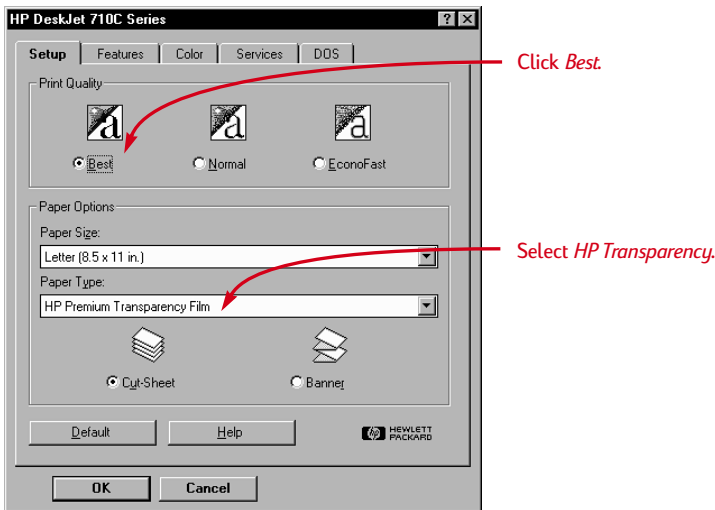 HP DeskJet 710C Series
Setup Features Color Services DOS
Click Best.
Print Quality
a a a
Best Normal EconoFast
Paper Options
Paper Size:
Letter (8.5 x 11 in.)
Select HP Transparency.
Paper Type:
HP Premium Transparency Film
Cut-Sheet Banner
Default Help
hp HEWLETT
PACKARD
OK Cancel